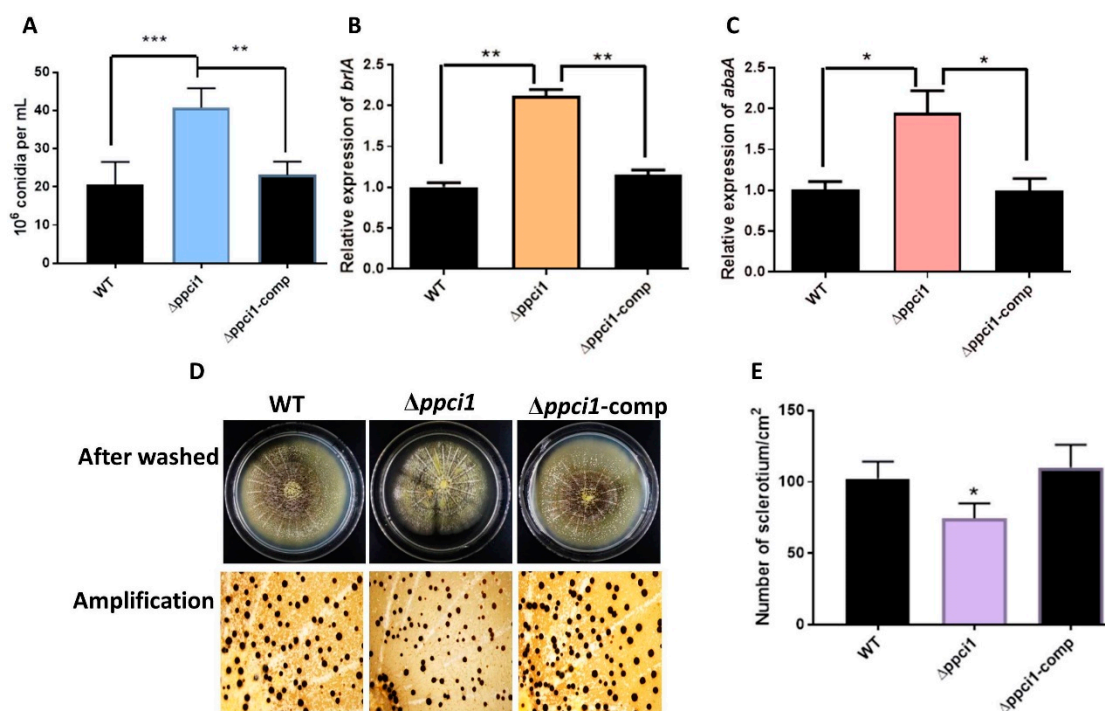 A
***
**
10⁶ conidia per mL
50
40
30
20
10
0
WT
Δppci1
Δppci1-comp
B
**
**
Relative expression of brlA
2.5
2.0
1.5
1.0
0.5
0.0
WT
Δppci1
Δppci1-comp
C
*
*
Relative expression of abaA
2.5
2.0
1.5
1.0
0.5
0.0
WT
Δppci1
Δppci1-comp
D
WT
Δppci1
Δppci1-comp
After washed
Amplification
E
Number of sclerotium/cm²
150
100
50
0
*
WT
Δppci1
Δppci1-comp